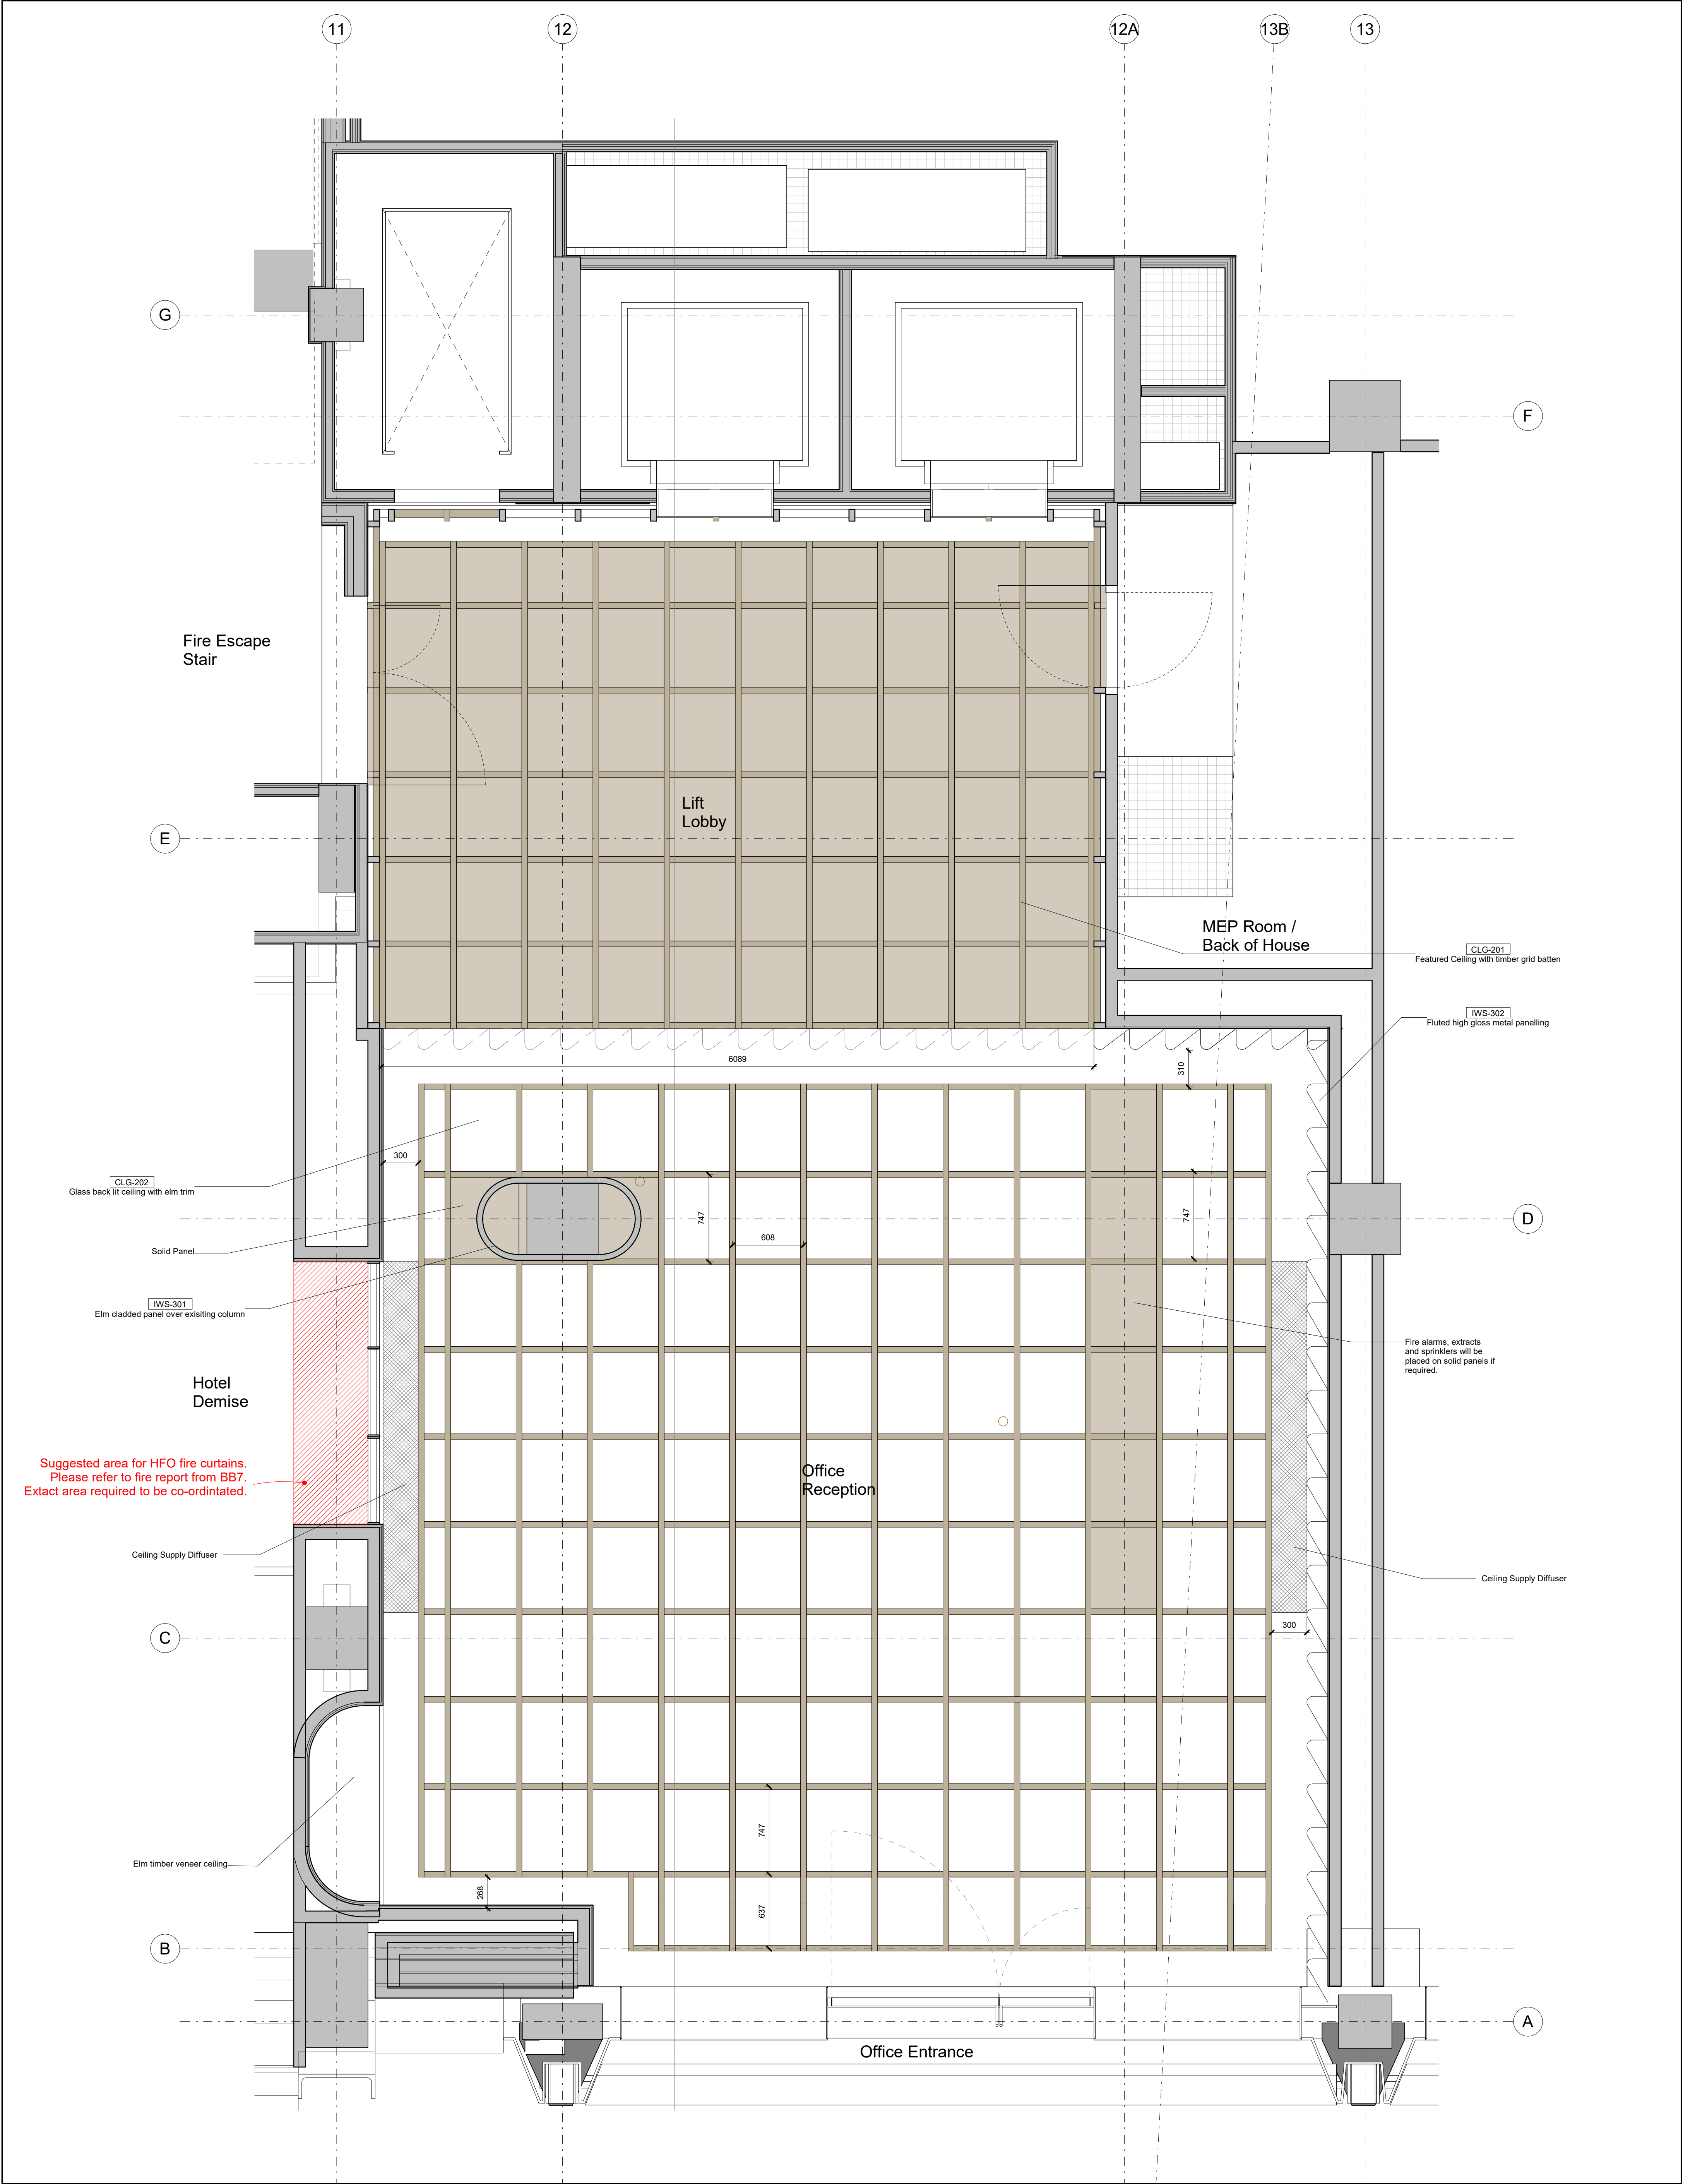 11
12
12A
13B
13
G
F
Fire Escape
Stair
Lift
Lobby
E
MEP Room /
Back of House
CLG-201
Featured Ceiling with timber grid batten
IWS-302
Fluted high gloss metal panelling
6089
310
300
CLG-202
Glass back lit ceiling with elm trim
747
747
608
D
Solid Panel
IWS-301
Elm cladded panel over exisiting column
Fire alarms, extracts
and sprinklers will be
placed on solid panels if
required.
Hotel
Demise
Suggested area for HFO fire curtains.
Please refer to fire report from BB7.
Extact area required to be co-ordintated.
Office
Reception
Ceiling Supply Diffuser
Ceiling Supply Diffuser
300
C
747
Elm timber veneer ceiling
268
637
B
A
Office Entrance